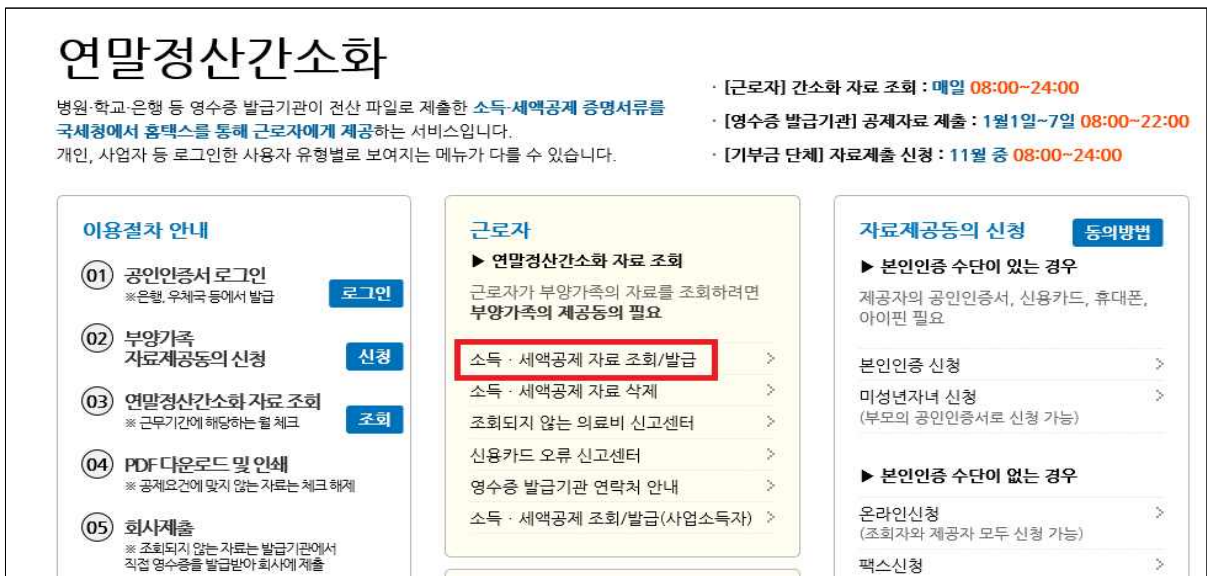 연말정산간소화
병원·학교·은행 등 영수증 발급기관이 전산 파일로 제출한 소득·세액공제 증명서류를
국세청에서 홈택스를 통해 근로자에게 제공하는 서비스입니다.
개인, 사업자 등 로그인한 사용자 유형별로 보여지는 메뉴가 다를 수 있습니다.
· [근로자] 간소화 자료 조회 : 매일 08:00~24:00
· [영수증 발급기관] 공제자료 제출 : 1월1일~7일 08:00~22:00
· [기부금 단체] 자료제출 신청 : 11월 중 08:00~24:00
이용절차 안내
01 공인인증서 로그인
※은행, 우체국 등에서 발급
로그인
02 부양가족
자료제공동의 신청
신청
03 연말정산간소화 자료 조회
※ 근무기간에 해당하는 월 체크
조회
04 PDF 다운로드 및 인쇄
※ 공제요건에 맞지 않는 자료는 체크 해제
05 회사제출
※ 조회되지 않는 자료는 발급기관에서
직접 영수증을 발급받아 회사에 제출
근로자
▶ 연말정산간소화 자료 조회
근로자가 부양가족의 자료를 조회하려면
부양가족의 제공동의 필요
소득 · 세액공제 자료 조회/발급 >
소득 · 세액공제 자료 삭제 >
조회되지 않는 의료비 신고센터 >
신용카드 오류 신고센터 >
영수증 발급기관 연락처 안내 >
소득 · 세액공제 조회/발급(사업소득자) >
자료제공동의 신청
동의방법
▶ 본인인증 수단이 있는 경우
제공자의 공인인증서, 신용카드, 휴대폰,
아이핀 필요
본인인증 신청 >
미성년자녀 신청 >
(부모의 공인인증서로 신청 가능)
▶ 본인인증 수단이 없는 경우
온라인신청 >
(조회자와 제공자 모두 신청 가능)
팩스신청 >